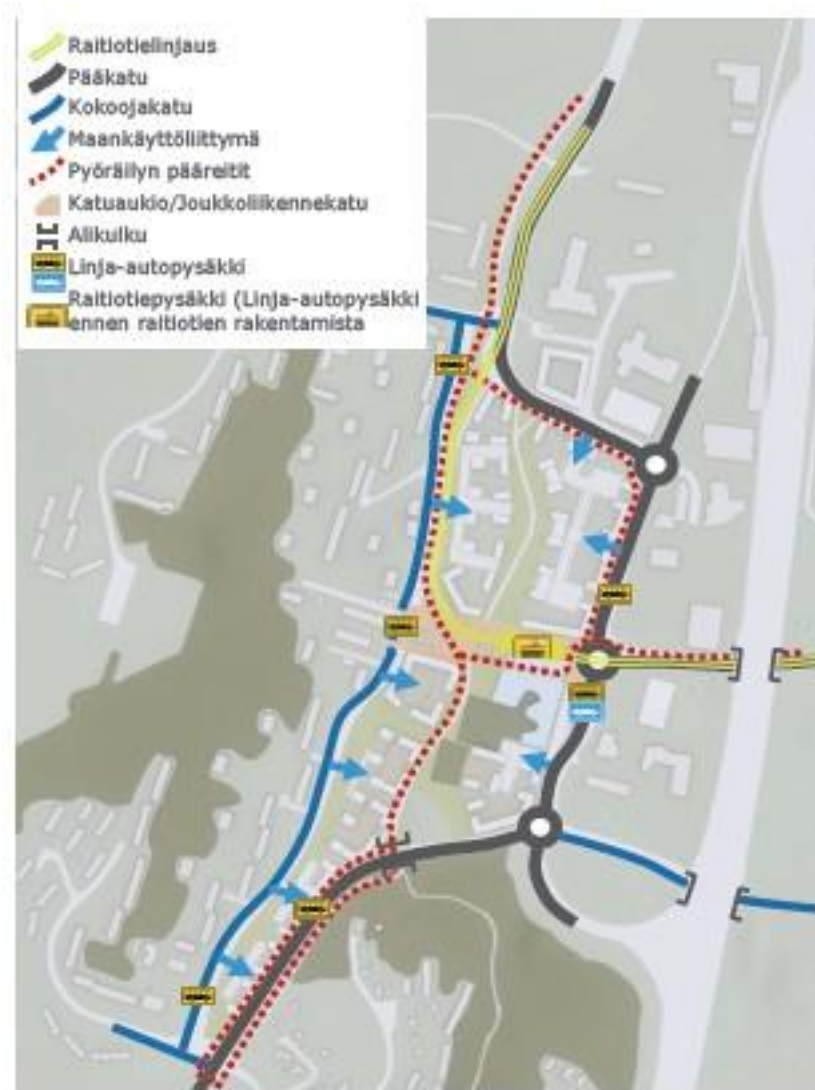 Raitiotielinjaus
Pääkatu
Kokoojakatu
Maankäyttöliittymä
Pyöräilyn pääreitit
Katuaukio/Joukkoliikennekatu
Alikulku
Linja-autopysäkki
Raitiotiepysäkki (Linja-autopysäkki
ennen raitiotien rakentamista